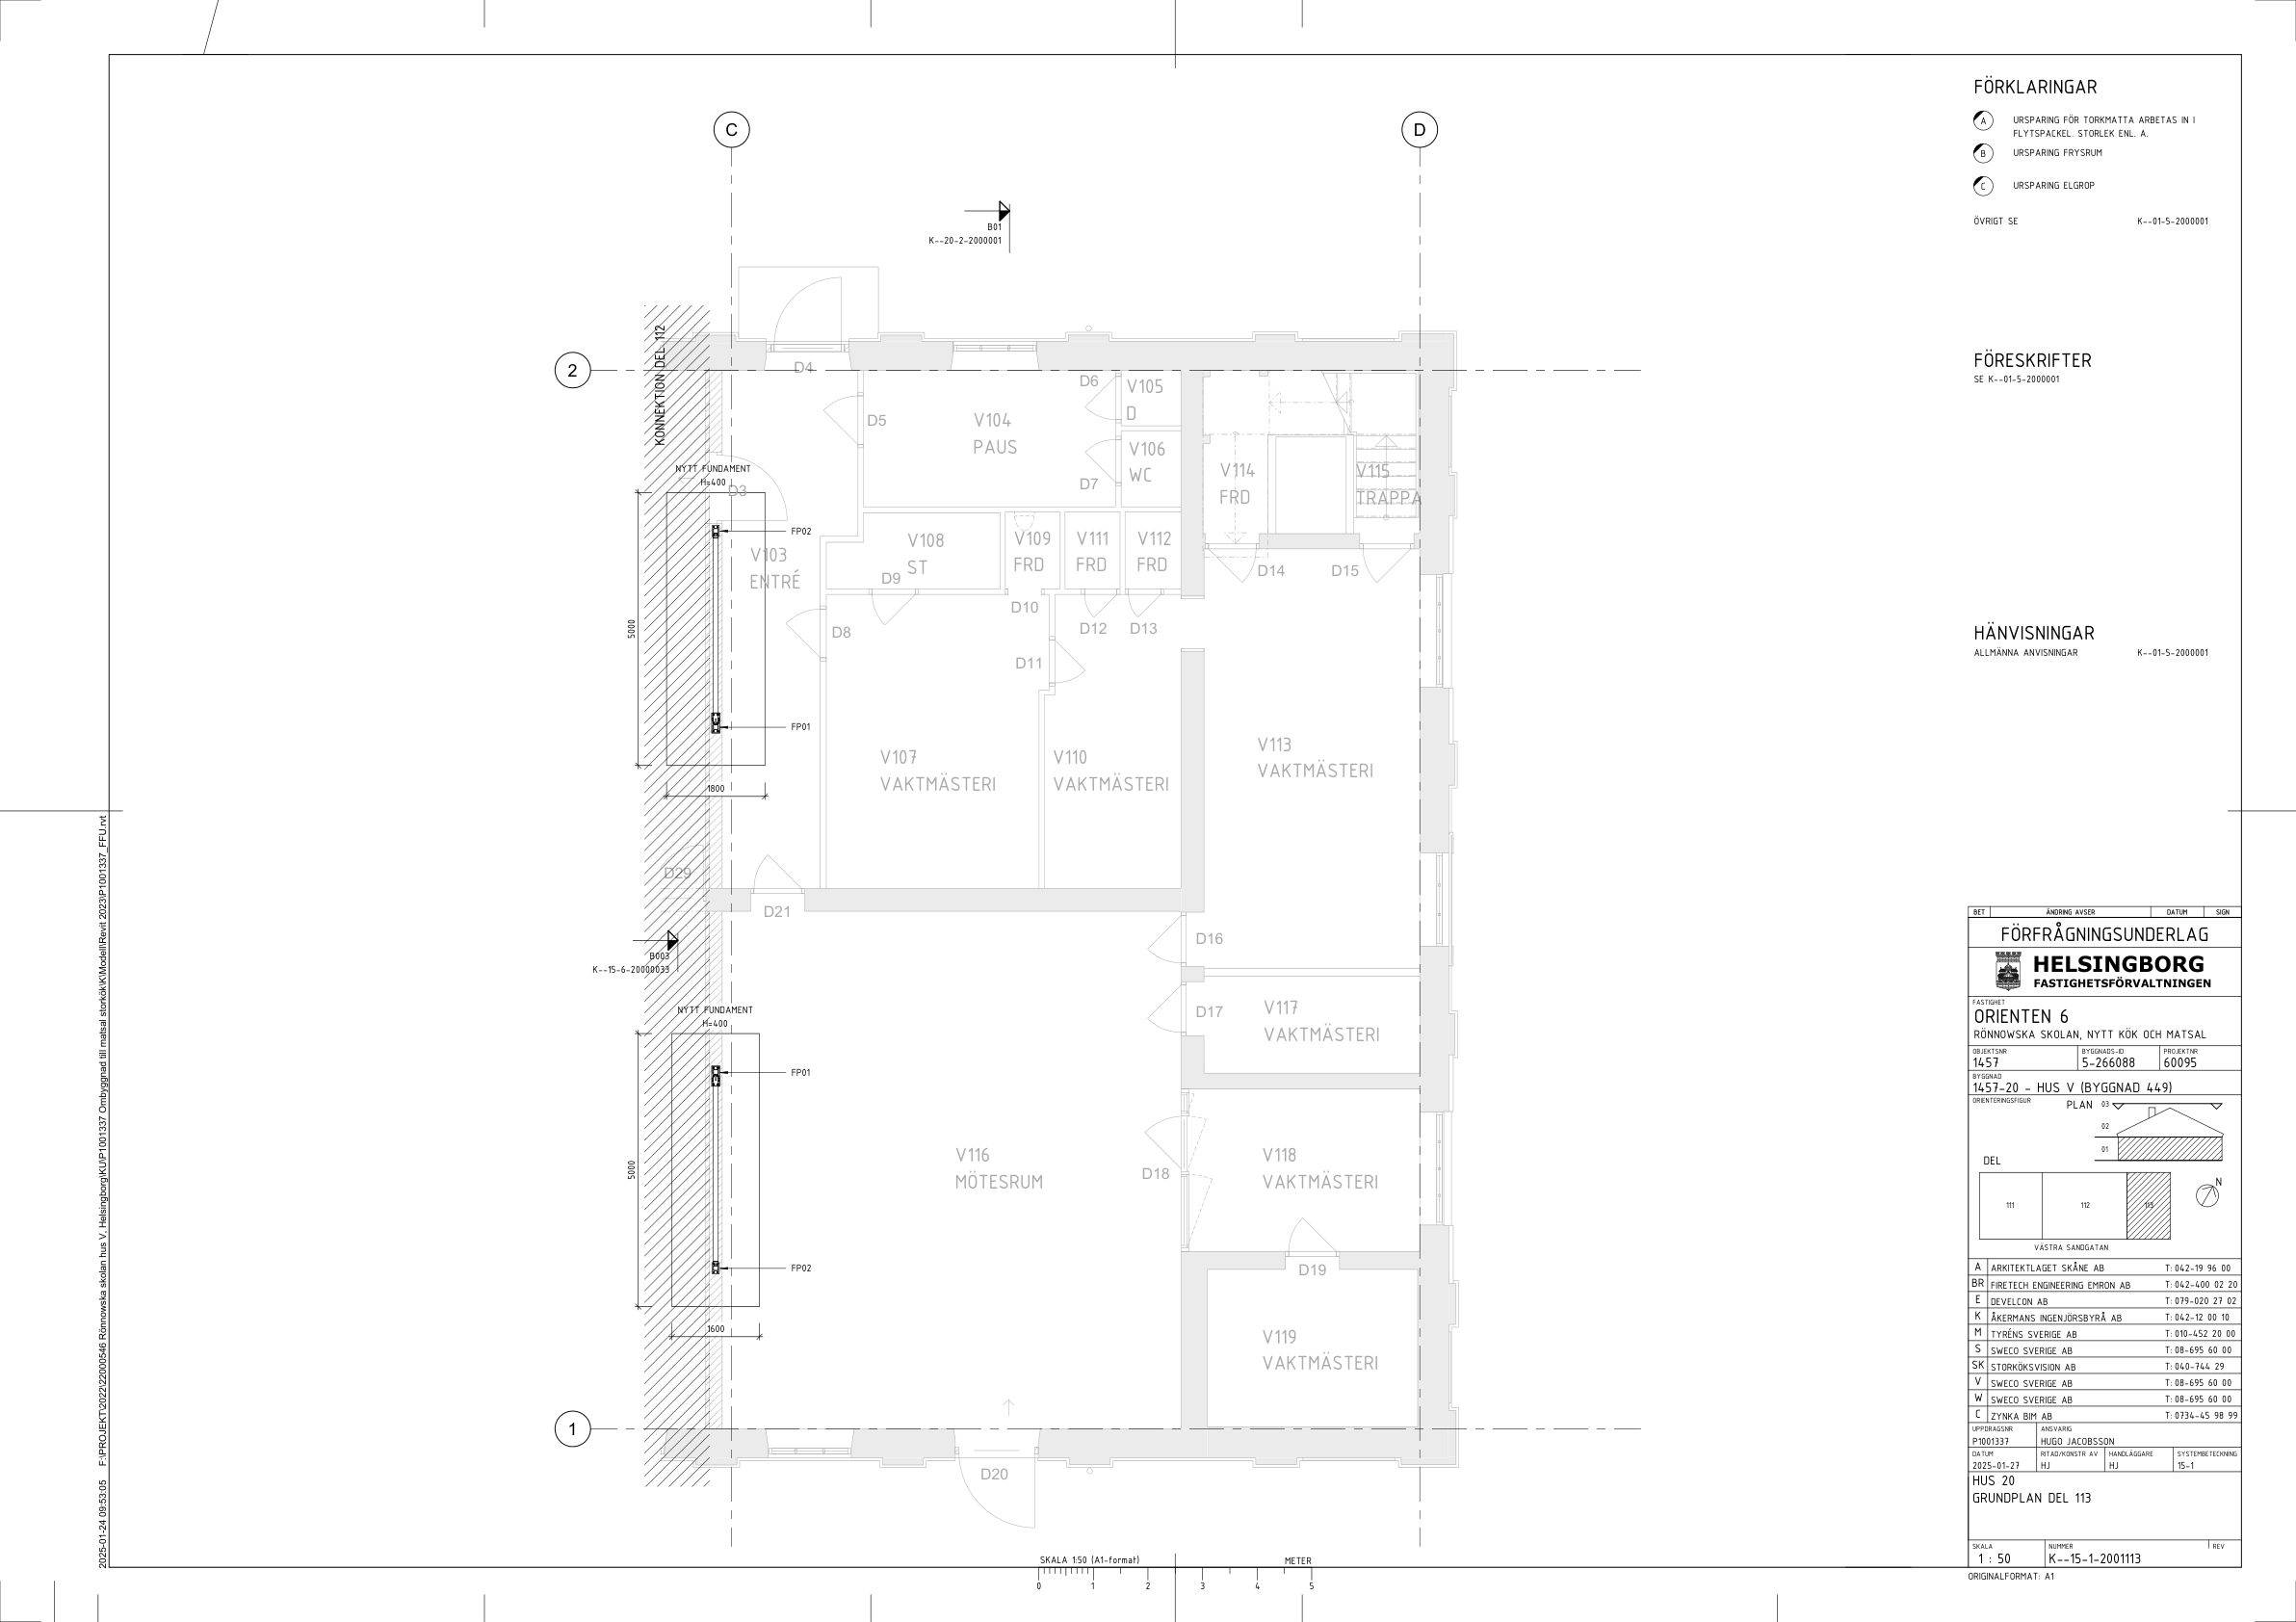 C
D
B01
K--20-2-2000001
KONNEKTION DEL 112
2
D4
D5
V104
PAUS
D6
V105
D
V106
WC
D7
V114
FRD
V115
TRAPPA
NYTT FUNDAMENT
H=400
D3
FP02
V103
ENTRÉ
V108
ST
D9
V109
FRD
V111
FRD
V112
FRD
D14
D15
D10
D12
D13
D8
D11
5000
FP01
V107
VAKTMÄSTERI
V110
VAKTMÄSTERI
V113
VAKTMÄSTERI
1800
D29
D21
D16
B003
K--15-6-20000033
NYTT FUNDAMENT
H=400
D17
V117
VAKTMÄSTERI
FP01
5000
V116
MÖTESRUM
D18
V118
VAKTMÄSTERI
FP02
D19
1600
V119
VAKTMÄSTERI
1
D20
SKALA 1:50 (A1-format)
METER
0 1 2 3 4 5
2025-01-24 09:53:05 F:\PROJEKT\2022\22000546 Rönnowska skolan hus V, Helsingborg\KU\P1001337 Ombyggnad till matsal storkök\K\Modell\Revit 2023\P1001337_FFU.rvt
FÖRKLARINGAR
A URSPARING FÖR TORKMATTA ARBETAS IN I
FLYTSPACKEL. STORLEK ENL. A.
B URSPARING FRYSRUM
C URSPARING ELGROP
ÖVRIGT SE K--01-5-2000001
FÖRESKRIFTER
SE K--01-5-2000001
HÄNVISNINGAR
ALLMÄNNA ANVISNINGAR K--01-5-2000001
BET ÄNDRING AVSER DATUM SIGN
FÖRFRÅGNINGSUNDERLAG
HELSINGBORG
FASTIGHETSFÖRVALTNINGEN
FASTIGHET
ORIENTEN 6
RÖNNOWSKA SKOLAN, NYTT KÖK OCH MATSAL
OBJEKTSNR BYGGNADS-ID PROJEKTNR
1457 5-266088 60095
BYGGNAD
1457-20 - HUS V (BYGGNAD 449)
ORIENTERINGSFIGUR
PLAN 03
02
01
DEL
N
111 112 113
VÄSTRA SANDGATAN
A ARKITEKTLAGET SKÅNE AB T: 042-19 96 00
BR FIRETECH ENGINEERING EMRON AB T: 042-400 02 20
E DEVELCON AB T: 079-020 27 02
K ÅKERMANS INGENJÖRSBYRÅ AB T: 042-12 00 10
M TYRÉNS SVERIGE AB T: 010-452 20 00
S SWECO SVERIGE AB T: 08-695 60 00
SK STORKÖKSVISION AB T: 040-744 29
V SWECO SVERIGE AB T: 08-695 60 00
W SWECO SVERIGE AB T: 08-695 60 00
C ZYNKA BIM AB T: 0734-45 98 99
UPPDRAGSNR ANSVARIG
P1001337 HUGO JACOBSSON
DATUM RITAD/KONSTR AV HANDLÄGGARE SYSTEMBETECKNING
2025-01-27 HJ HJ 15-1
HUS 20
GRUNDPLAN DEL 113
SKALA NUMMER REV
1 : 50 K--15-1-2001113
ORIGINALFORMAT: A1